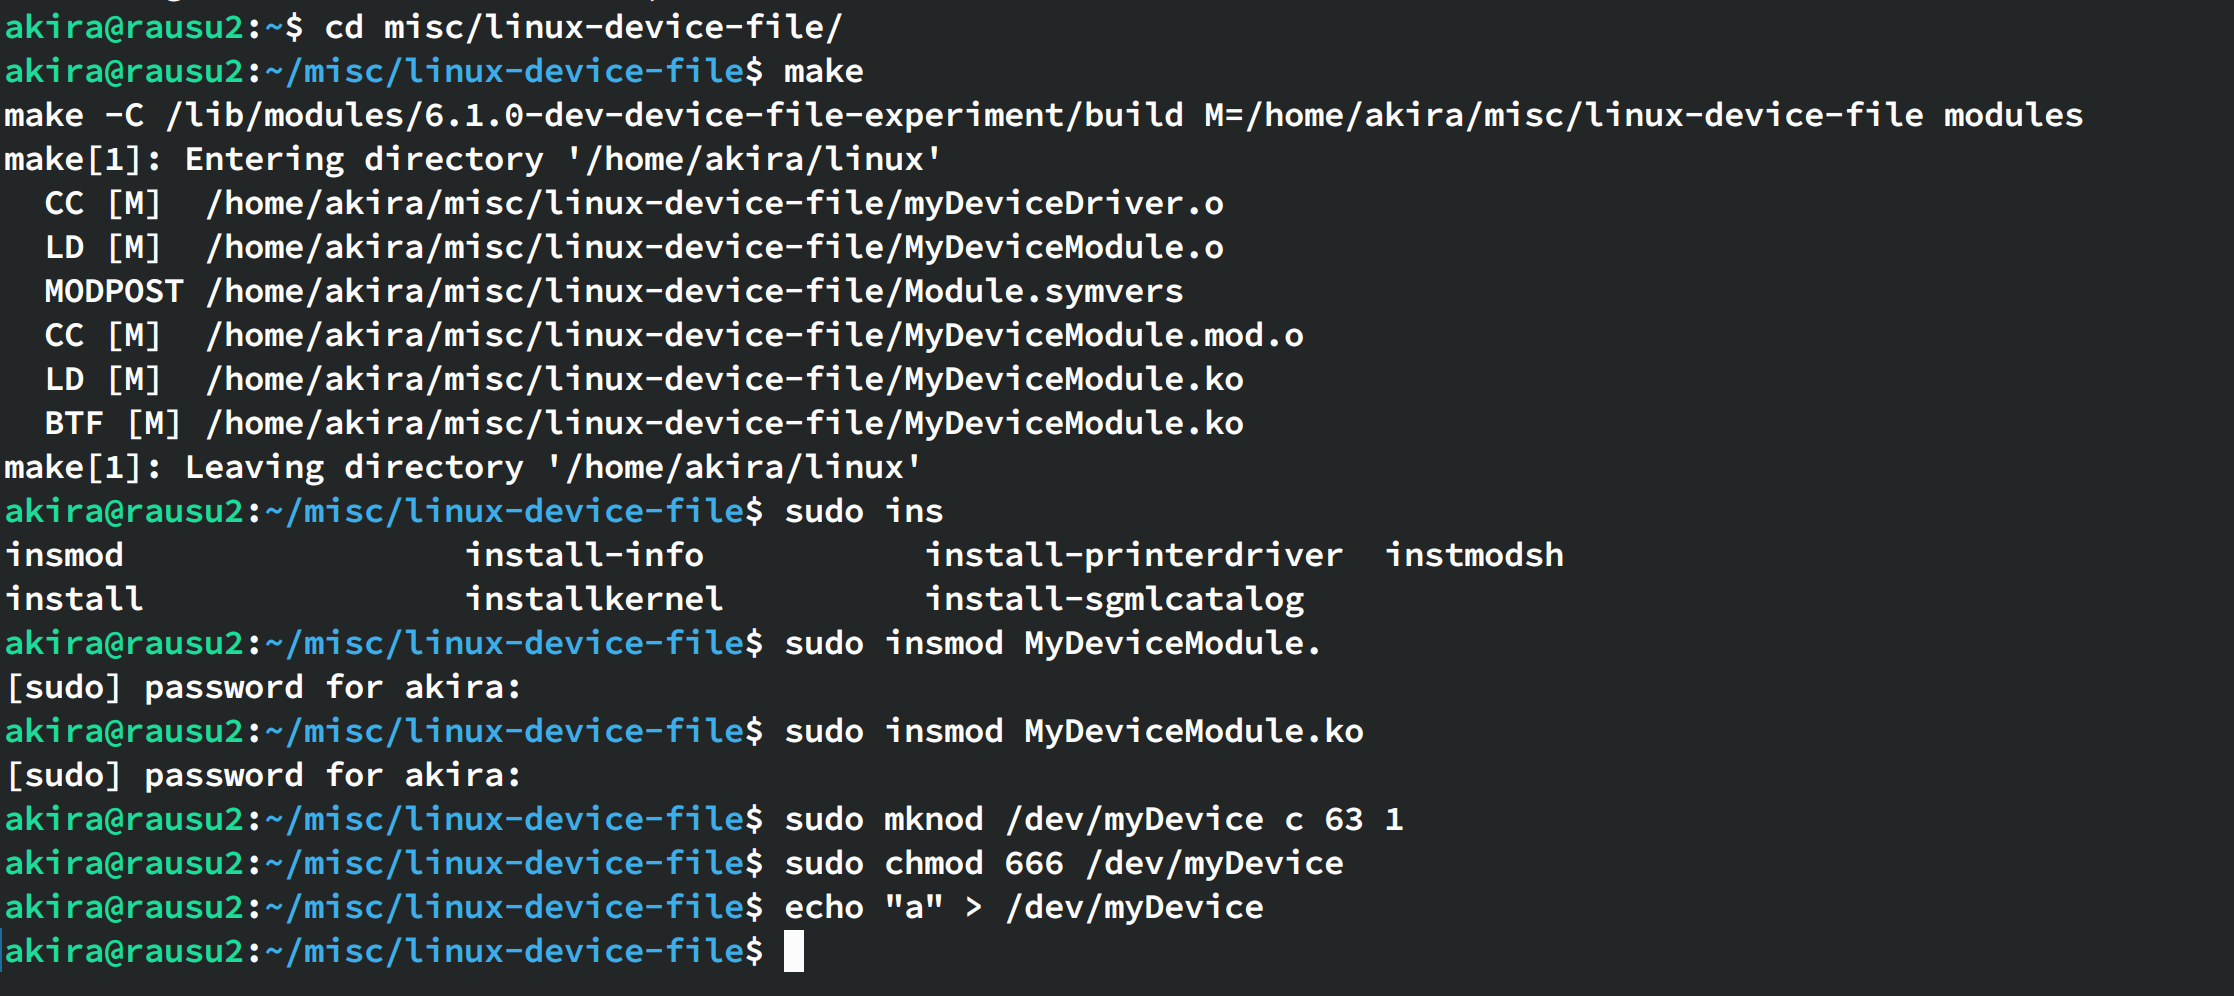 akira@rausu2:~$ cd misc/linux-device-file/
akira@rausu2:~/misc/linux-device-file$ make
make -C /lib/modules/6.1.0-dev-device-file-experiment/build M=/home/akira/misc/linux-device-file modules
make[1]: Entering directory '/home/akira/linux'
  CC [M]  /home/akira/misc/linux-device-file/myDeviceDriver.o
  LD [M]  /home/akira/misc/linux-device-file/MyDeviceModule.o
  MODPOST /home/akira/misc/linux-device-file/Module.symvers
  CC [M]  /home/akira/misc/linux-device-file/MyDeviceModule.mod.o
  LD [M]  /home/akira/misc/linux-device-file/MyDeviceModule.ko
  BTF [M] /home/akira/misc/linux-device-file/MyDeviceModule.ko
make[1]: Leaving directory '/home/akira/linux'
akira@rausu2:~/misc/linux-device-file$ sudo ins
insmod                 install-info           install-printerdriver  instmodsh
install                installkernel          install-sgmlcatalog
akira@rausu2:~/misc/linux-device-file$ sudo insmod MyDeviceModule.
[sudo] password for akira:
akira@rausu2:~/misc/linux-device-file$ sudo insmod MyDeviceModule.ko
[sudo] password for akira:
akira@rausu2:~/misc/linux-device-file$ sudo mknod /dev/myDevice c 63 1
akira@rausu2:~/misc/linux-device-file$ sudo chmod 666 /dev/myDevice
akira@rausu2:~/misc/linux-device-file$ echo "a" > /dev/myDevice
akira@rausu2:~/misc/linux-device-file$